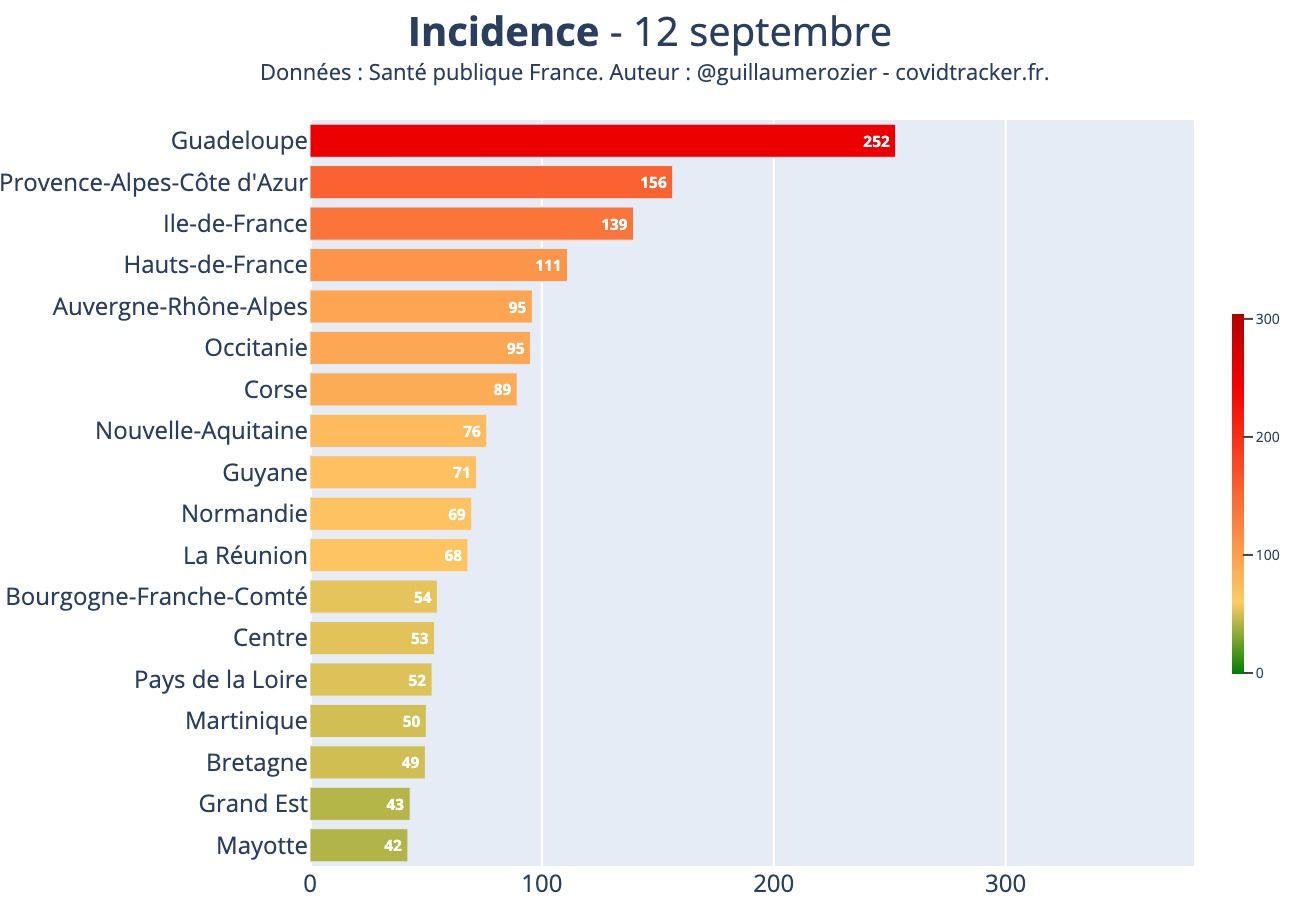 Incidence - 12 septembre
Données : Santé publique France. Auteur : @guillaumerozier - covidtracker.fr.
Guadeloupe 252
Provence-Alpes-Côte d'Azur 156
Ile-de-France 139
Hauts-de-France 111
Auvergne-Rhône-Alpes 95
Occitanie 95
Corse 89
Nouvelle-Aquitaine 76
Guyane 71
Normandie 69
La Réunion 68
Bourgogne-Franche-Comté 54
Centre 53
Pays de la Loire 52
Martinique 50
Bretagne 49
Grand Est 43
Mayotte 42
0 100 200 300
300
200
100
0